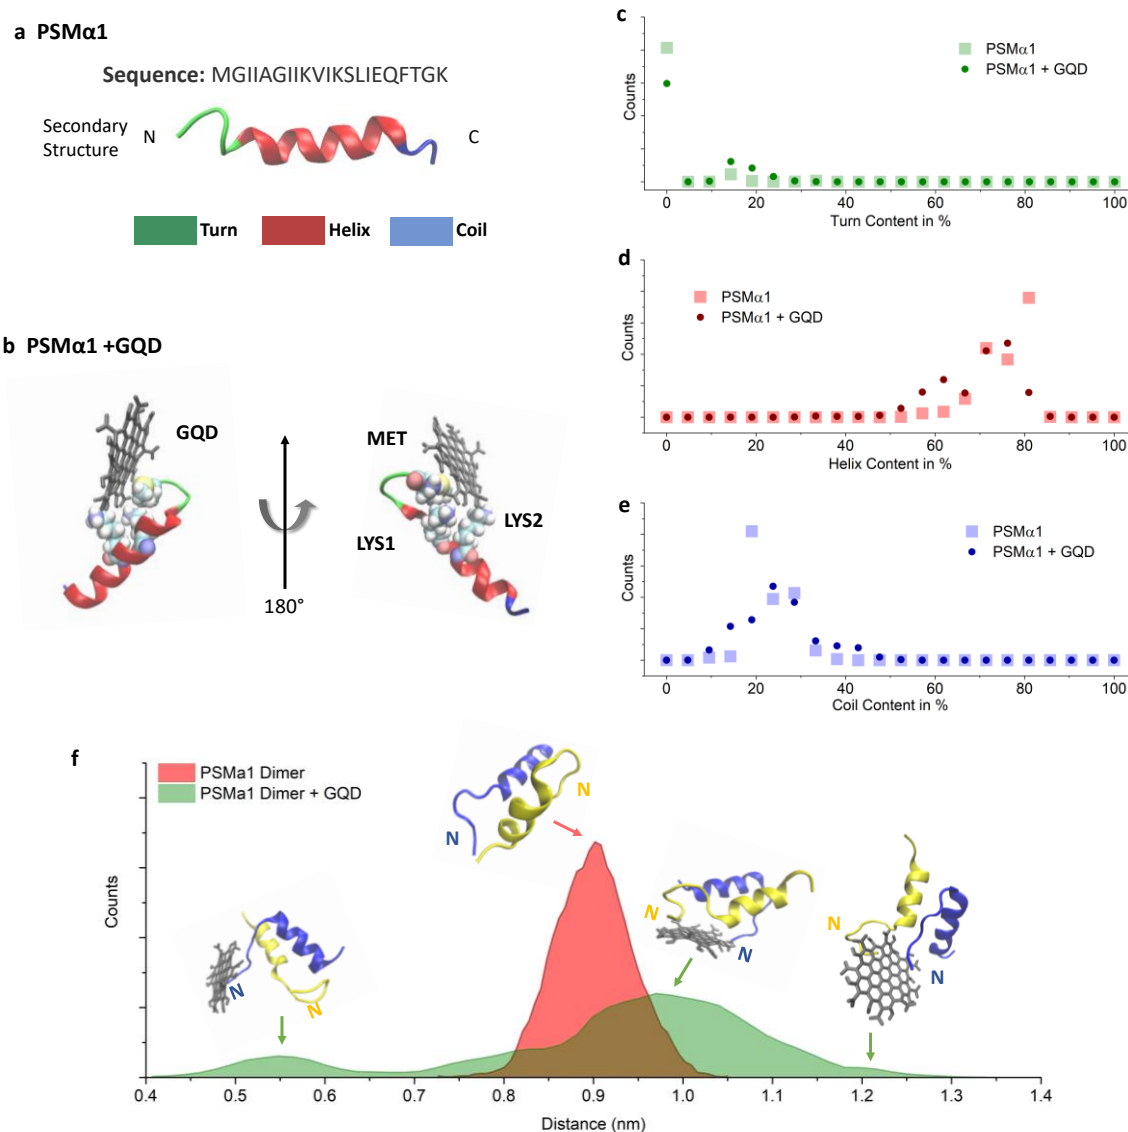 a PSMα1
Sequence: MGIIAGIIKVIKSLIEQFTGK
Secondary
Structure
N
C
Turn
Helix
Coil
b PSMα1 +GQD
GQD
MET
LYS1
LYS2
180°
c
Counts
PSMα1
PSMα1 + GQD
0 20 40 60 80 100
Turn Content in %
d
Counts
PSMα1
PSMα1 + GQD
0 20 40 60 80 100
Helix Content in %
e
Counts
PSMα1
PSMα1 + GQD
0 20 40 60 80 100
Coil Content in %
f
PSMa1 Dimer
PSMa1 Dimer + GQD
Counts
N
N
N
N
N
N
N
N
0.4 0.5 0.6 0.7 0.8 0.9 1.0 1.1 1.2 1.3 1.4
Distance (nm)